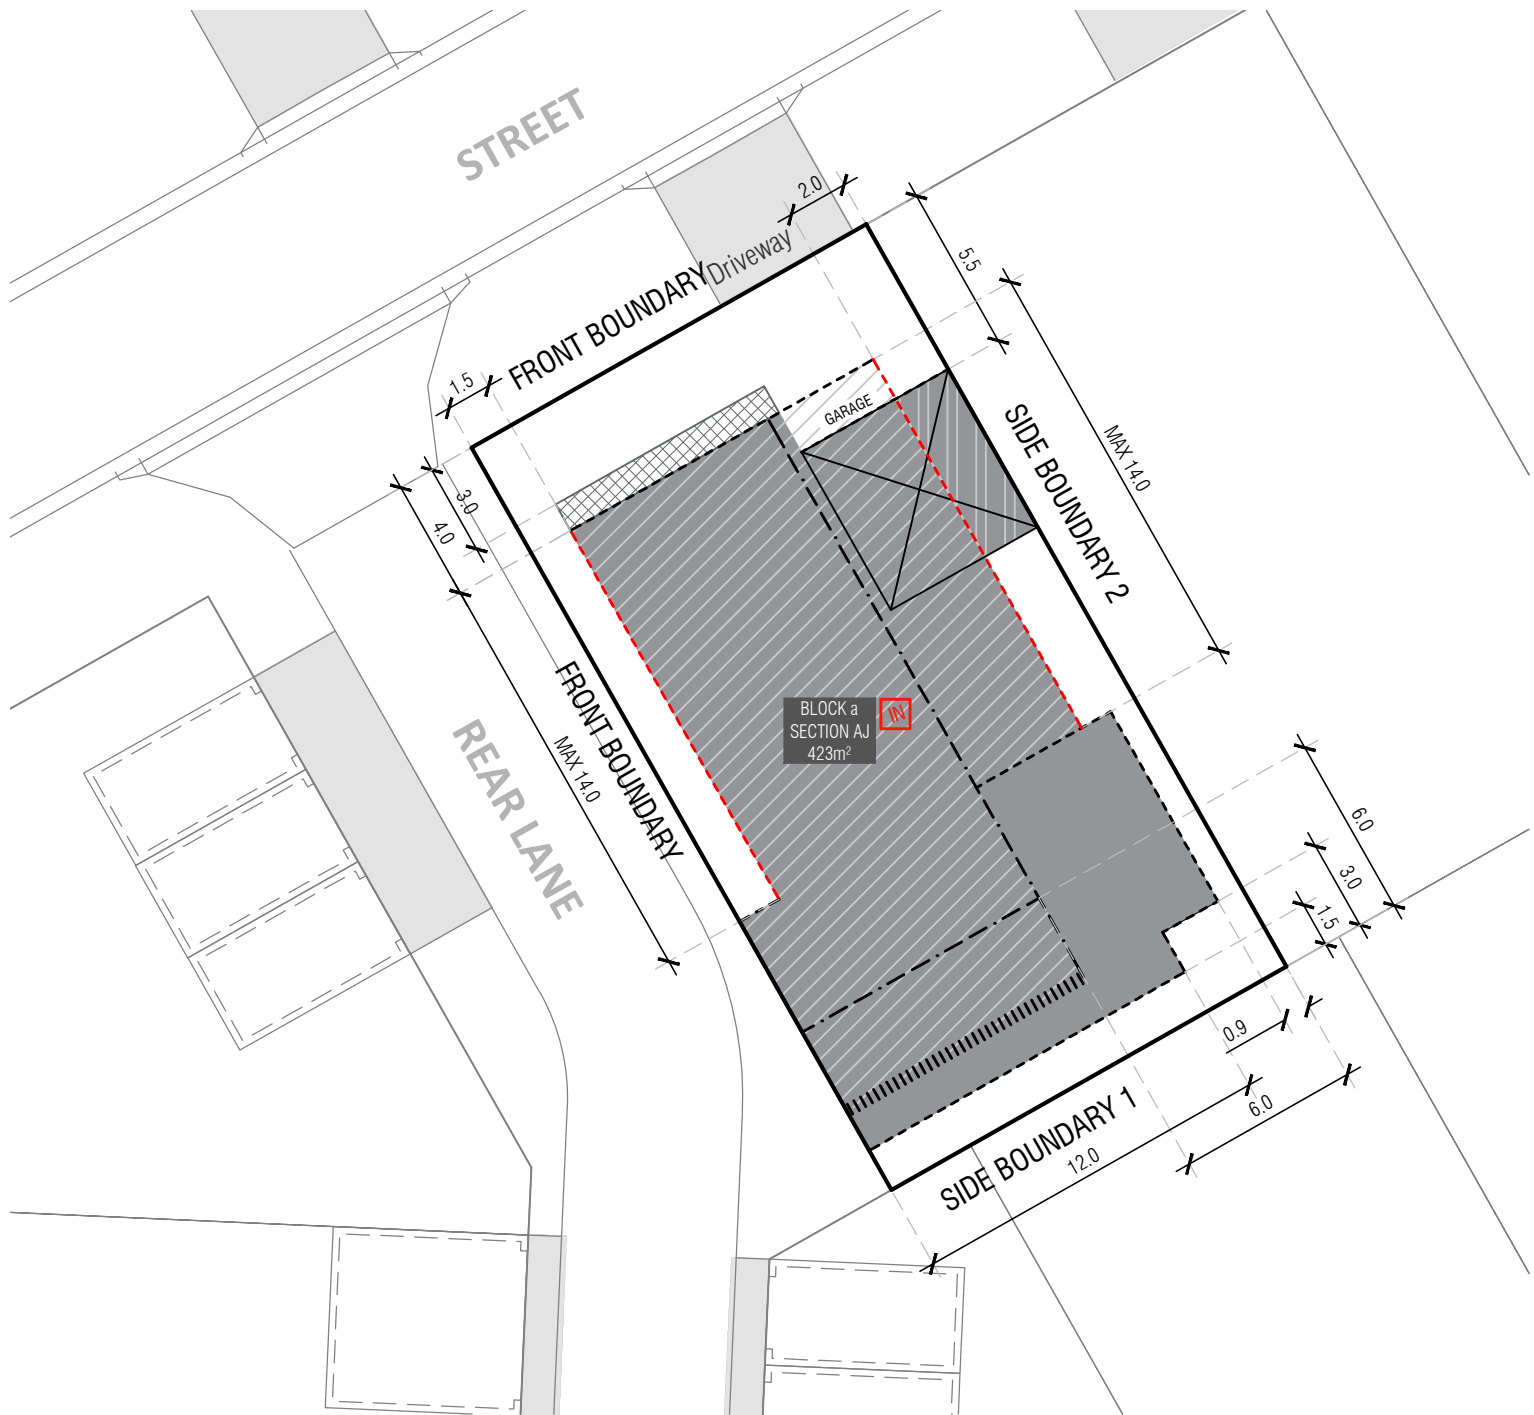 STREET
2.0
Driveway
5.5
FRONT BOUNDARY
1.5
GARAGE
3.0
4.0
MAX 14.0
SIDE BOUNDARY 2
FRONT BOUNDARY
MAX 14.0
REAR LANE
BLOCK a
SECTION AJ
423m²
IN
6.0
3.0
1.5
0.9
6.0
SIDE BOUNDARY 1
12.0